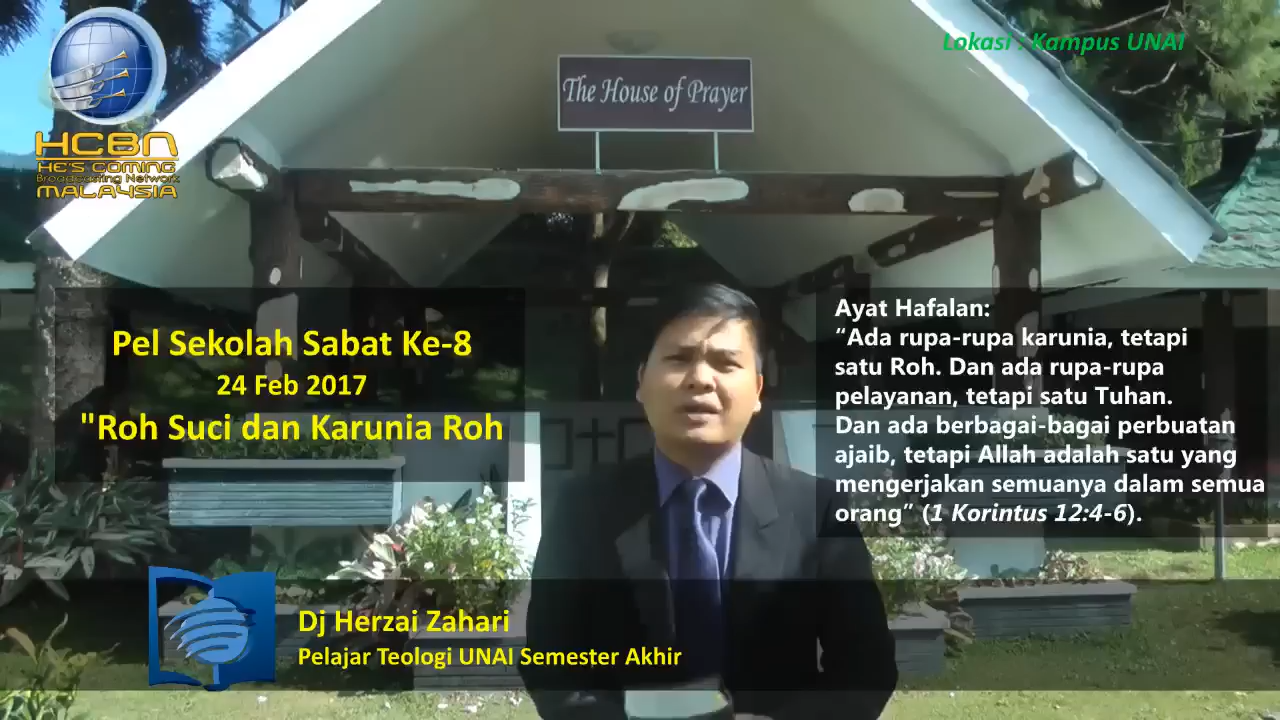 Lokasi : Kampus UNAI
The House of Prayer
HCBN
HE'S COMING
Broadcasting Network
MALAYSIA
Pel Sekolah Sabat Ke-8
24 Feb 2017
"Roh Suci dan Karunia Roh
Ayat Hafalan:
“Ada rupa-rupa karunia, tetapi
satu Roh. Dan ada rupa-rupa
pelayanan, tetapi satu Tuhan.
Dan ada berbagai-bagai perbuatan
ajaib, tetapi Allah adalah satu yang
mengerjakan semuanya dalam semua
orang” (1 Korintus 12:4-6).
Dj Herzai Zahari
Pelajar Teologi UNAI Semester Akhir